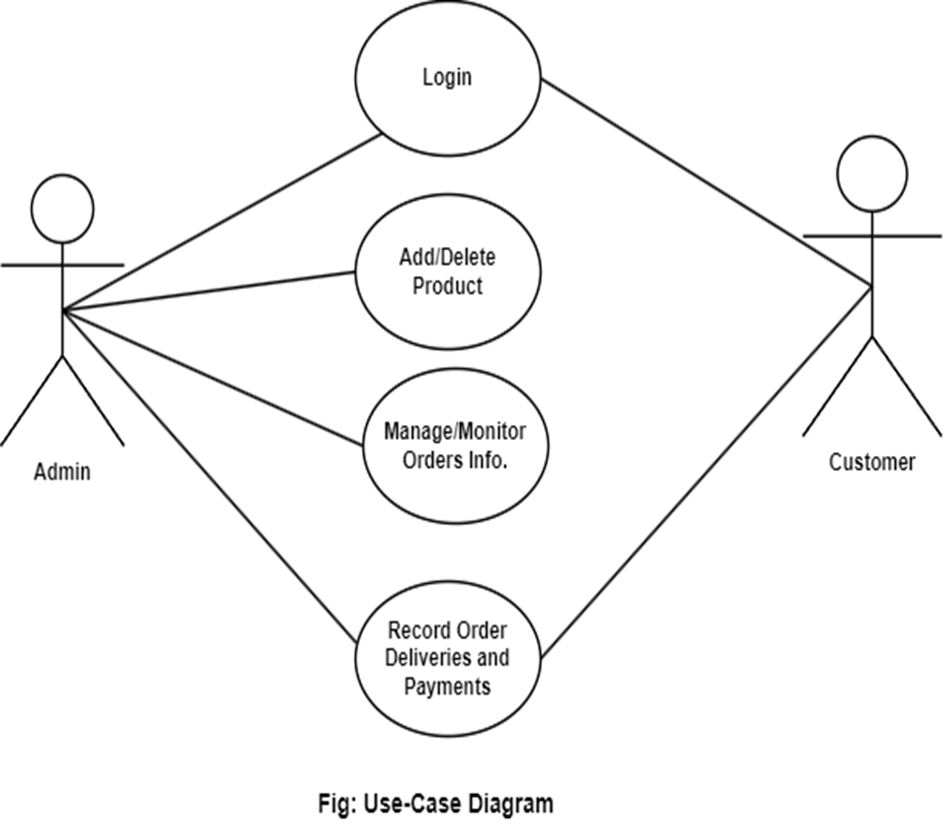 Login
Add/Delete
Product
Manage/Monitor
Orders Info.
Admin
Customer
Record Order
Deliveries and
Payments
Fig: Use-Case Diagram